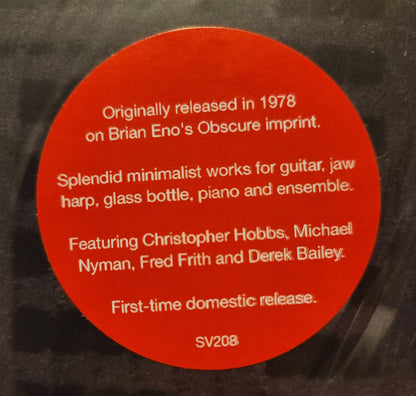 Originally released in 1978
on Brian Eno's Obscure imprint.
Splendid minimalist works for guitar, jaw
harp, glass bottle, piano and ensemble.
Featuring Christopher Hobbs, Michael
Nyman, Fred Frith and Derek Bailey.
First-time domestic release.
SV208